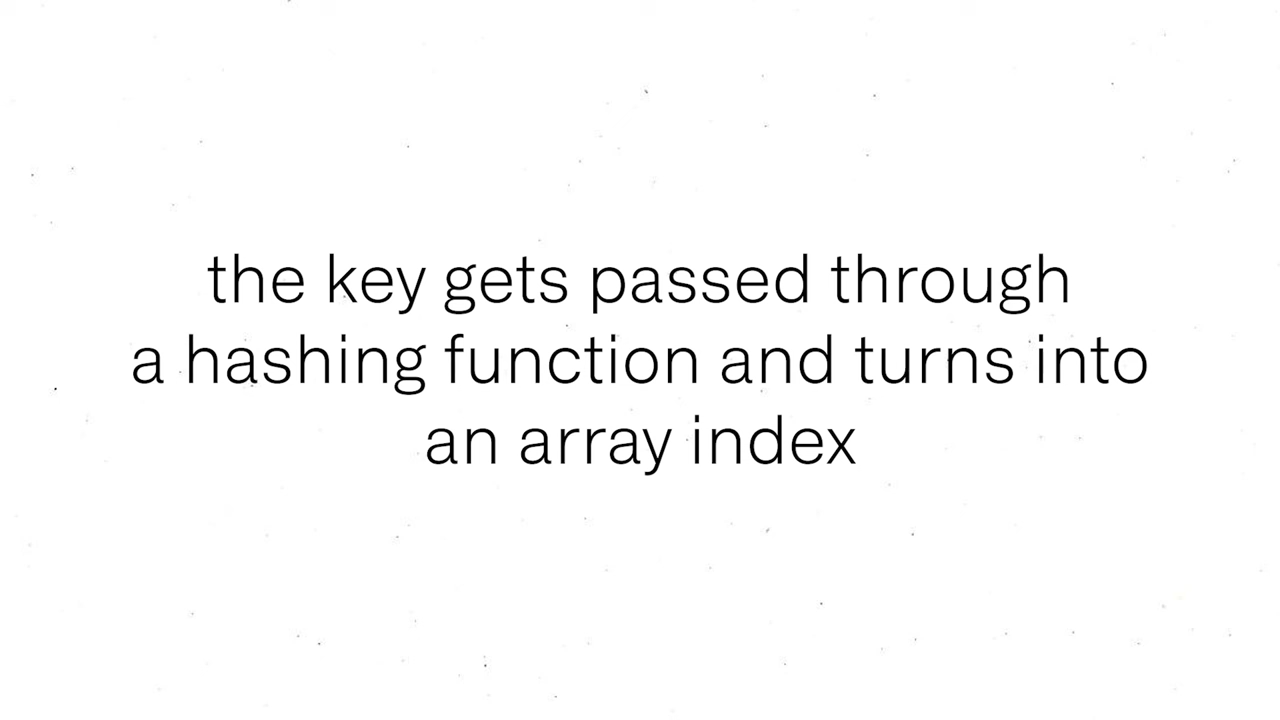 the key gets passed through
a hashing function and turns into
an array index